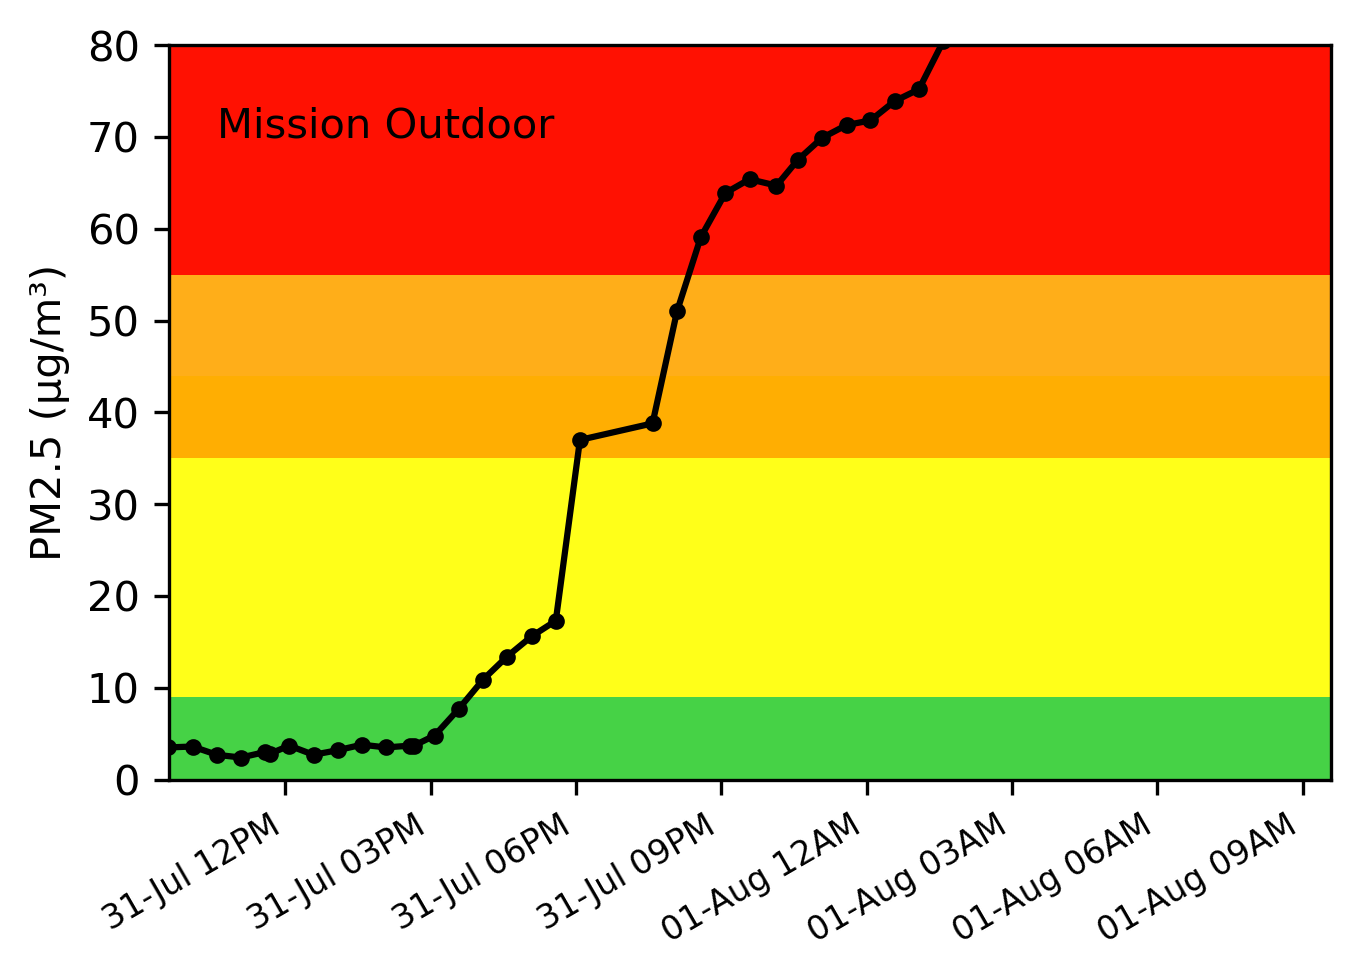 Mission Outdoor
PM2.5 (µg/m³)
80
70
60
50
40
30
20
10
0
31-Jul 12PM
31-Jul 03PM
31-Jul 06PM
31-Jul 09PM
01-Aug 12AM
01-Aug 03AM
01-Aug 06AM
01-Aug 09AM